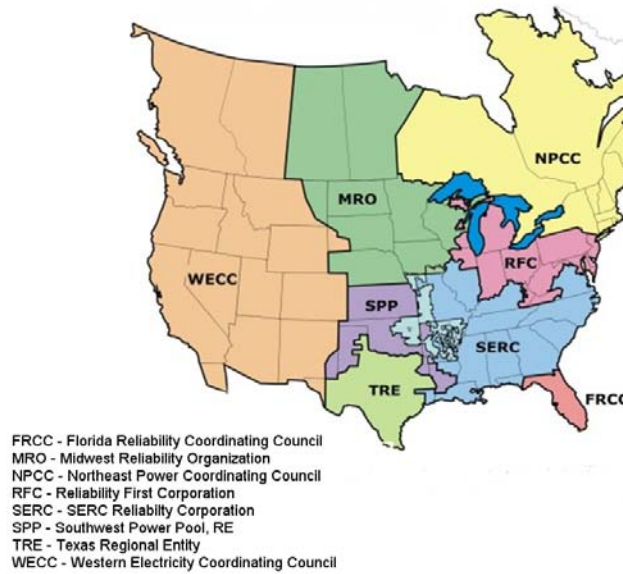 NPCC
MRO
RFC
WECC
SPP
SERC
TRE
FRCC
FRCC - Florida Reliability Coordinating Council
MRO - Midwest Reliability Organization
NPCC - Northeast Power Coordinating Council
RFC - Reliability First Corporation
SERC - SERC Reliabilty Corporation
SPP - Southwest Power Pool, RE
TRE - Texas Regional Entity
WECC - Western Electricity Coordinating Council